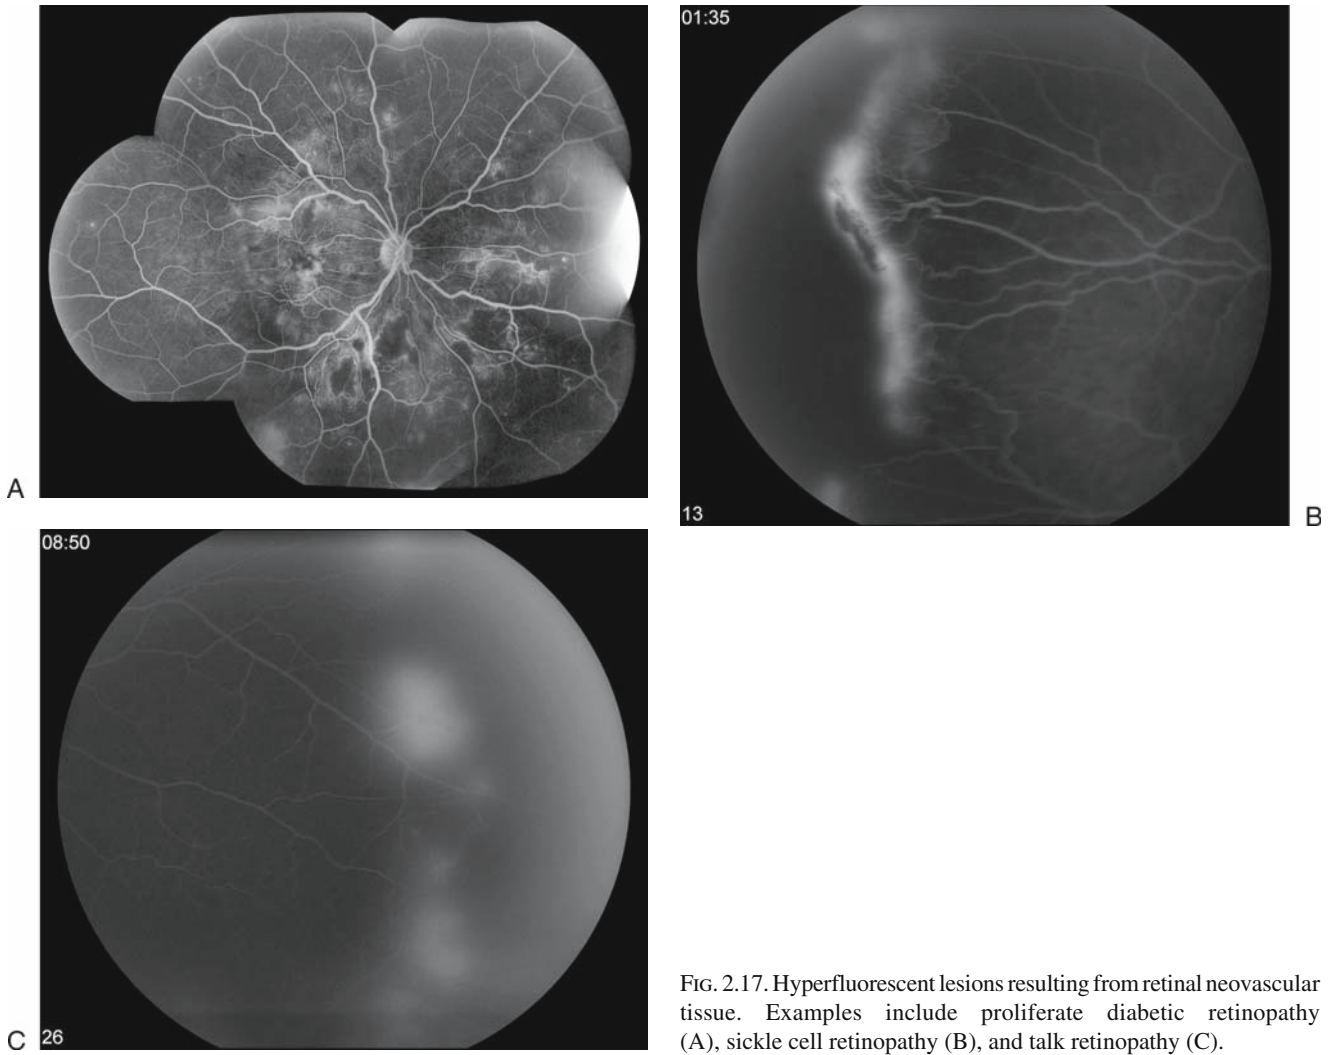 01:35
A
13
B
08:50
C
26
FIG. 2.17. Hyperfluorescent lesions resulting from retinal neovascular
tissue. Examples include proliferate diabetic retinopathy
(A), sickle cell retinopathy (B), and talk retinopathy (C).